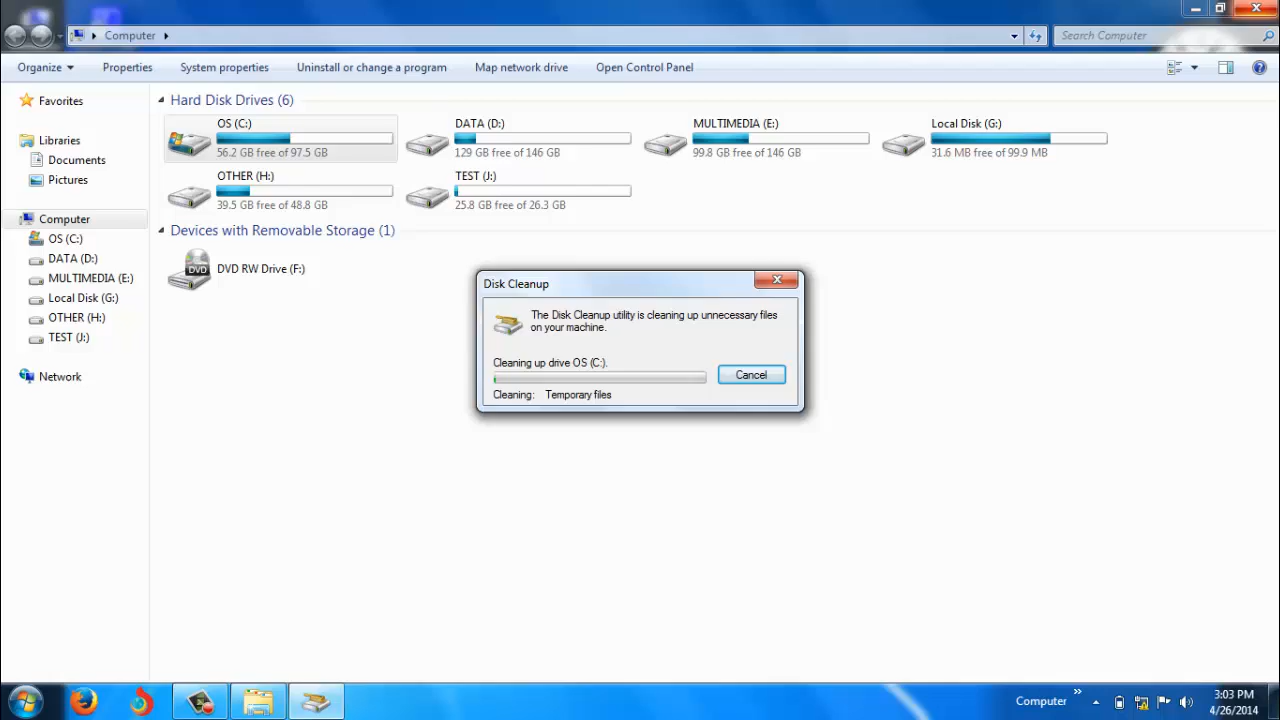 Computer
Search Computer
Organize
Properties
System properties
Uninstall or change a program
Map network drive
Open Control Panel
Favorites
Libraries
Documents
Pictures
Computer
OS (C:)
DATA (D:)
MULTIMEDIA (E:)
Local Disk (G:)
OTHER (H:)
TEST (J:)
Network
Hard Disk Drives (6)
OS (C:)
56.2 GB free of 97.5 GB
DATA (D:)
129 GB free of 146 GB
MULTIMEDIA (E:)
99.8 GB free of 146 GB
Local Disk (G:)
31.6 MB free of 99.9 MB
OTHER (H:)
39.5 GB free of 48.8 GB
TEST (J:)
25.8 GB free of 26.3 GB
Devices with Removable Storage (1)
DVD
DVD RW Drive (F:)
Disk Cleanup
The Disk Cleanup utility is cleaning up unnecessary files
on your machine.
Cleaning up drive OS (C:).
Cancel
Cleaning: Temporary files
Computer
3:03 PM
4/26/2014